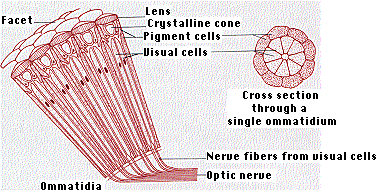 Facet
Lens
Crystalline cone
Pigment cells
Visual cells
Cross section
through a
single ommatidium
Nerve fibers from visual cells
Optic nerve
Ommatidia